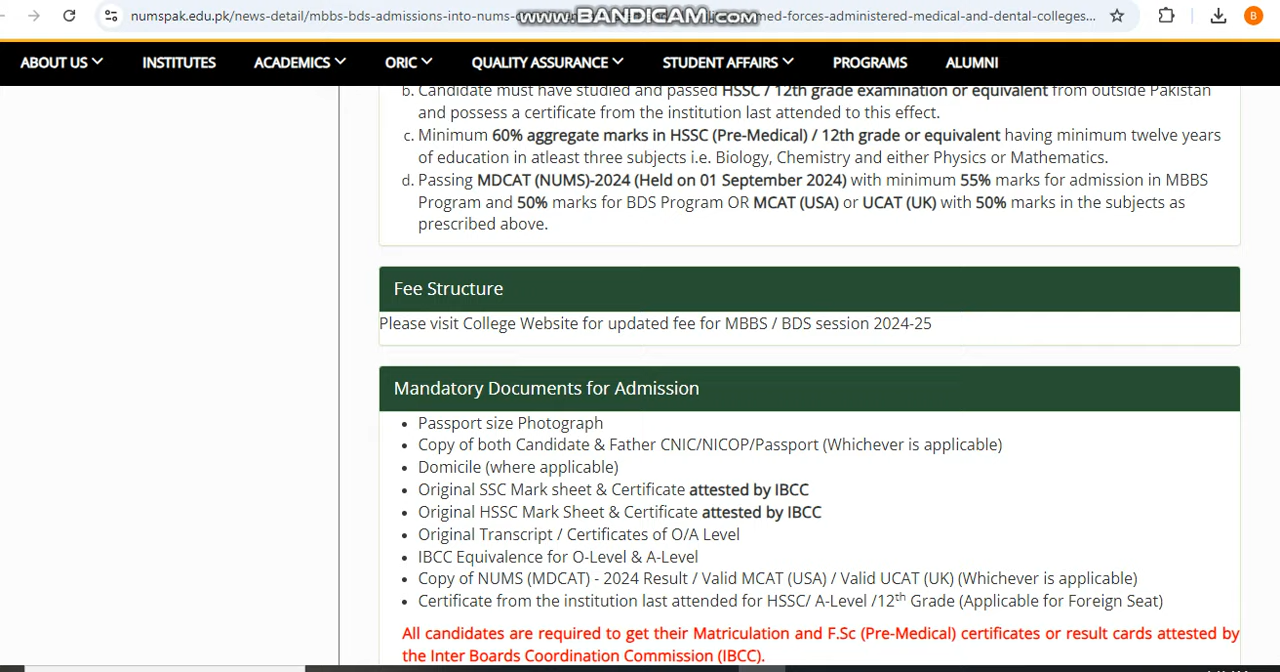 numspak.edu.pk/news-detail/mbbs-bds-admissions-into-nums- www.BANDICAM.com med-forces-administered-medical-and-dental-colleges... B
ABOUT US INSTITUTES ACADEMICS ORIC QUALITY ASSURANCE STUDENT AFFAIRS PROGRAMS ALUMNI
b. Candidate must have studied and passed HSSC / 12th grade examination or equivalent from outside Pakistan
and possess a certificate from the institution last attended to this effect.
c. Minimum 60% aggregate marks in HSSC (Pre-Medical) / 12th grade or equivalent having minimum twelve years
of education in atleast three subjects i.e. Biology, Chemistry and either Physics or Mathematics.
d. Passing MDCAT (NUMS)-2024 (Held on 01 September 2024) with minimum 55% marks for admission in MBBS
Program and 50% marks for BDS Program OR MCAT (USA) or UCAT (UK) with 50% marks in the subjects as
prescribed above.
Fee Structure
Please visit College Website for updated fee for MBBS / BDS session 2024-25
Mandatory Documents for Admission
• Passport size Photograph
• Copy of both Candidate & Father CNIC/NICOP/Passport (Whichever is applicable)
• Domicile (where applicable)
• Original SSC Mark sheet & Certificate attested by IBCC
• Original HSSC Mark Sheet & Certificate attested by IBCC
• Original Transcript / Certificates of O/A Level
• IBCC Equivalence for O-Level & A-Level
• Copy of NUMS (MDCAT) - 2024 Result / Valid MCAT (USA) / Valid UCAT (UK) (Whichever is applicable)
• Certificate from the institution last attended for HSSC/ A-Level /12th Grade (Applicable for Foreign Seat)
All candidates are required to get their Matriculation and F.Sc (Pre-Medical) certificates or result cards attested by
the Inter Boards Coordination Commission (IBCC).